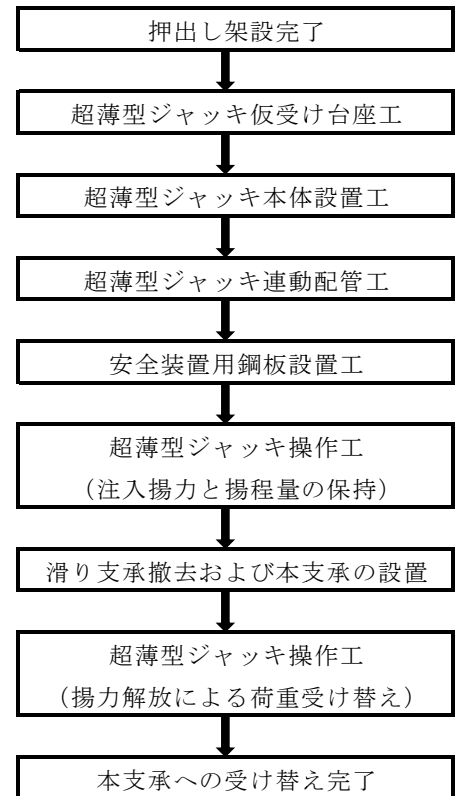 押出し架設完了
超薄型ジャッキ仮受け台座工
超薄型ジャッキ本体設置工
超薄型ジャッキ連動配管工
安全装置用鋼板設置工
超薄型ジャッキ操作工
（注入揚力と揚程量の保持）
滑り支承撤去および本支承の設置
超薄型ジャッキ操作工
（揚力解放による荷重受け替え）
本支承への受け替え完了